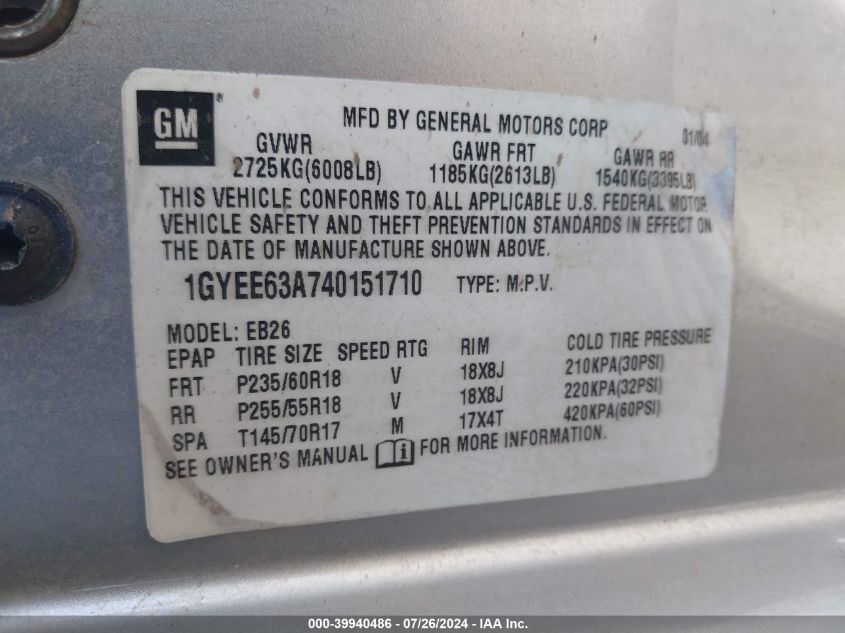 GM ®
MFD BY GENERAL MOTORS CORP 01/04
GVWR GAWR FRT GAWR RR
2725KG(6008LB) 1185KG(2613LB) 1540KG(3395LB)
THIS VEHICLE CONFORMS TO ALL APPLICABLE U.S. FEDERAL MOTOR
VEHICLE SAFETY AND THEFT PREVENTION STANDARDS IN EFFECT ON
THE DATE OF MANUFACTURE SHOWN ABOVE.
1GYEE63A740151710 TYPE: M.P.V.
MODEL: EB26
EPAP TIRE SIZE SPEED RTG RIM COLD TIRE PRESSURE
FRT P235/60R18 V 18X8J 210KPA(30PSI)
RR P255/55R18 V 18X8J 220KPA(32PSI)
SPA T145/70R17 M 17X4T 420KPA(60PSI)
SEE OWNER'S MANUAL FOR MORE INFORMATION.
000-39940486 - 07/26/2024 - IAA Inc.